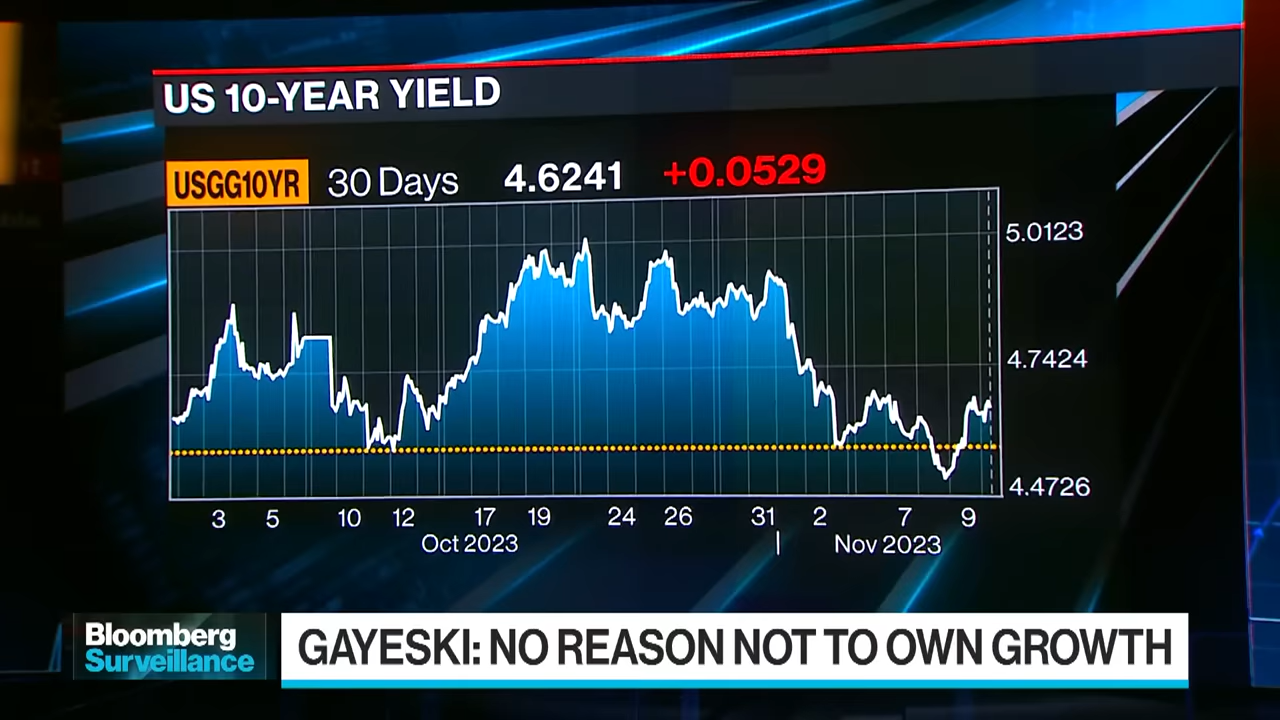 US 10-YEAR YIELD
USGG10YR 30 Days 4.6241 +0.0529
5.0123
4.7424
4.4726
3 5 10 12 17 19 24 26 31 2 7 9
Oct 2023 | Nov 2023
Bloomberg
Surveillance
GAYESKI: NO REASON NOT TO OWN GROWTH